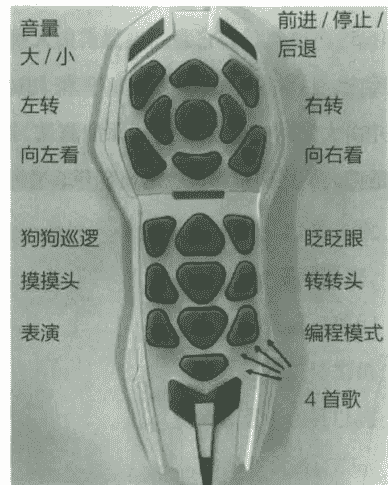 音量
大 / 小
前进 / 停止 /
后退
左转
右转
向左看
向右看
狗狗巡逻
眨眨眼
摸摸头
转转头
表演
编程模式
4 首歌